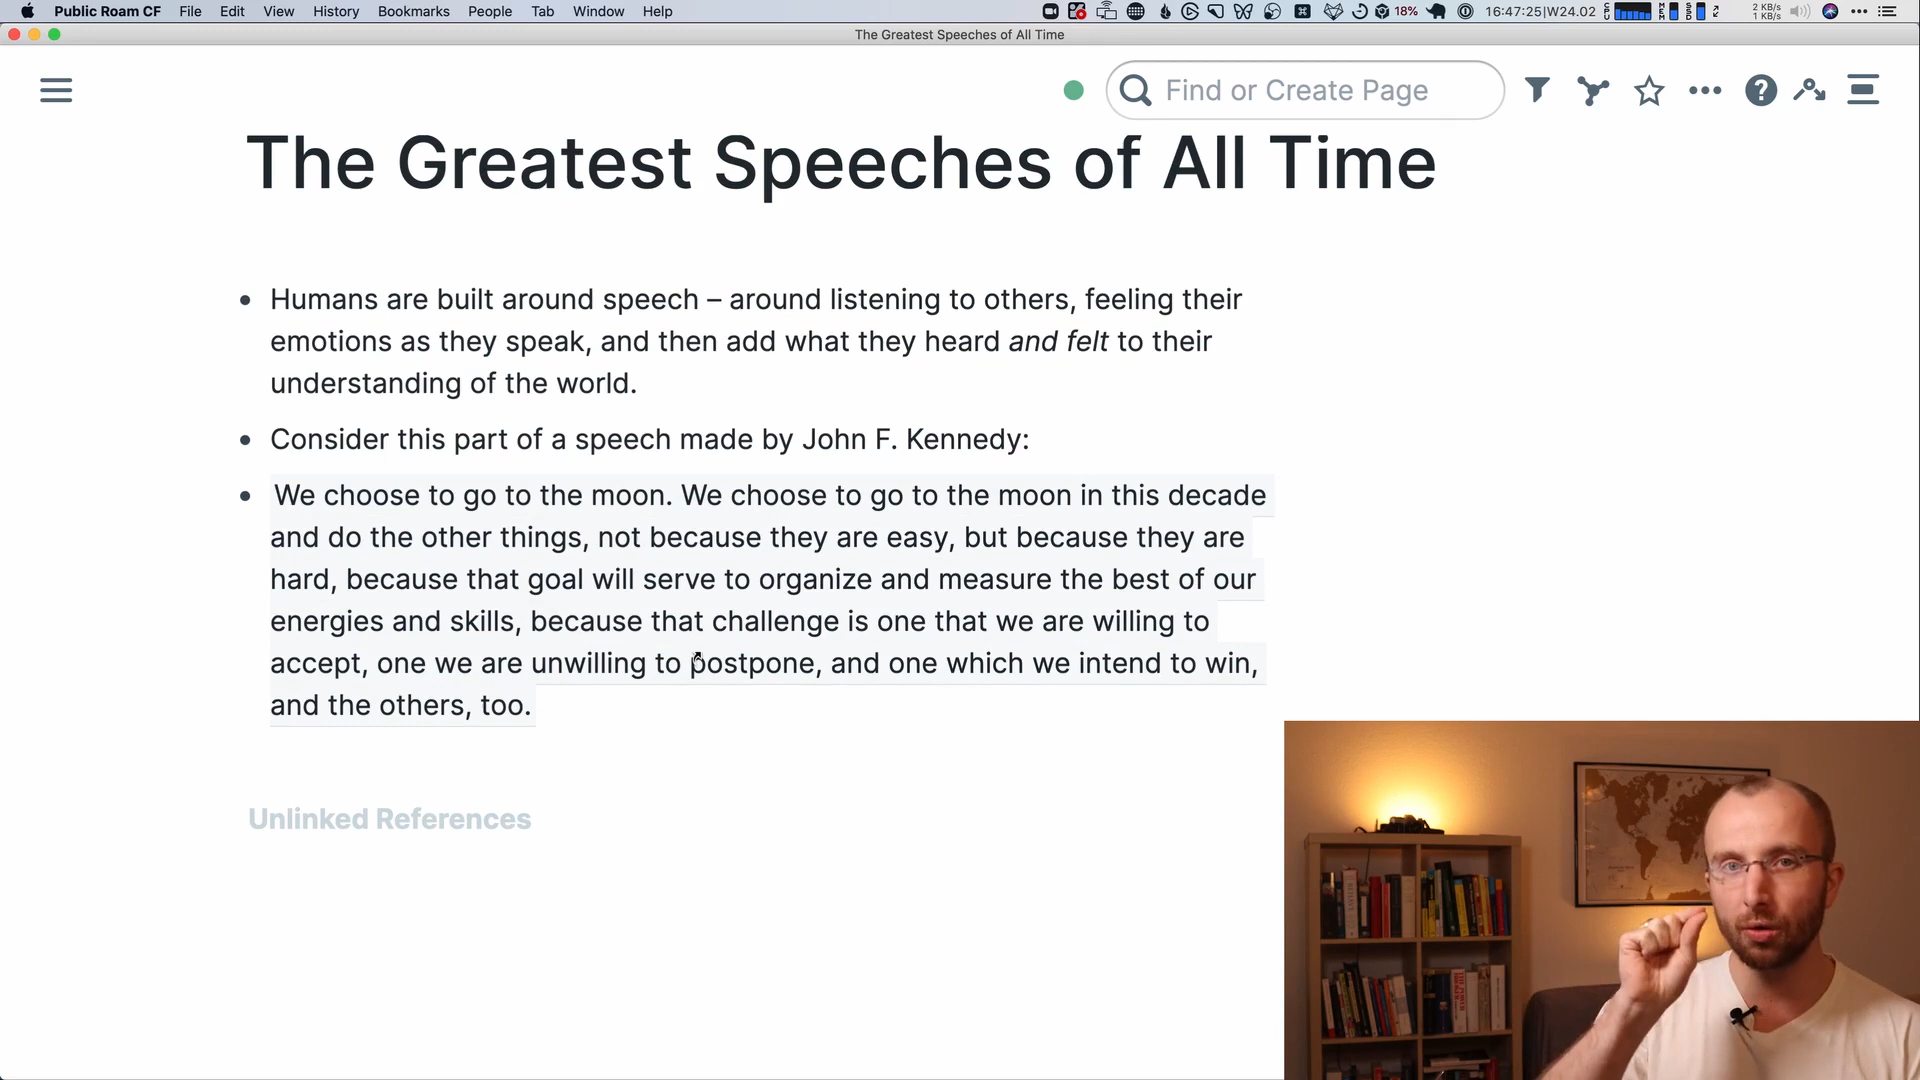 Public Roam CF File Edit View History Bookmarks People Tab Window Help 18% 16:47:25|W24.02 2 KB/s
1 KB/s
The Greatest Speeches of All Time
Find or Create Page
The Greatest Speeches of All Time
Humans are built around speech – around listening to others, feeling their
emotions as they speak, and then add what they heard and felt to their
understanding of the world.
Consider this part of a speech made by John F. Kennedy:
We choose to go to the moon. We choose to go to the moon in this decade
and do the other things, not because they are easy, but because they are
hard, because that goal will serve to organize and measure the best of our
energies and skills, because that challenge is one that we are willing to
accept, one we are unwilling to postpone, and one which we intend to win,
and the others, too.
Unlinked References